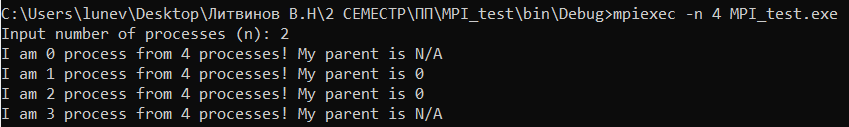 C:\Users\lunev\Desktop\Литвинов В.Н\2 СЕМЕСТР\ПП\MPI_test\bin\Debug>mpiexec -n 4 MPI_test.exe
Input number of processes (n): 2
I am 0 process from 4 processes! My parent is N/A
I am 1 process from 4 processes! My parent is 0
I am 2 process from 4 processes! My parent is 0
I am 3 process from 4 processes! My parent is N/A